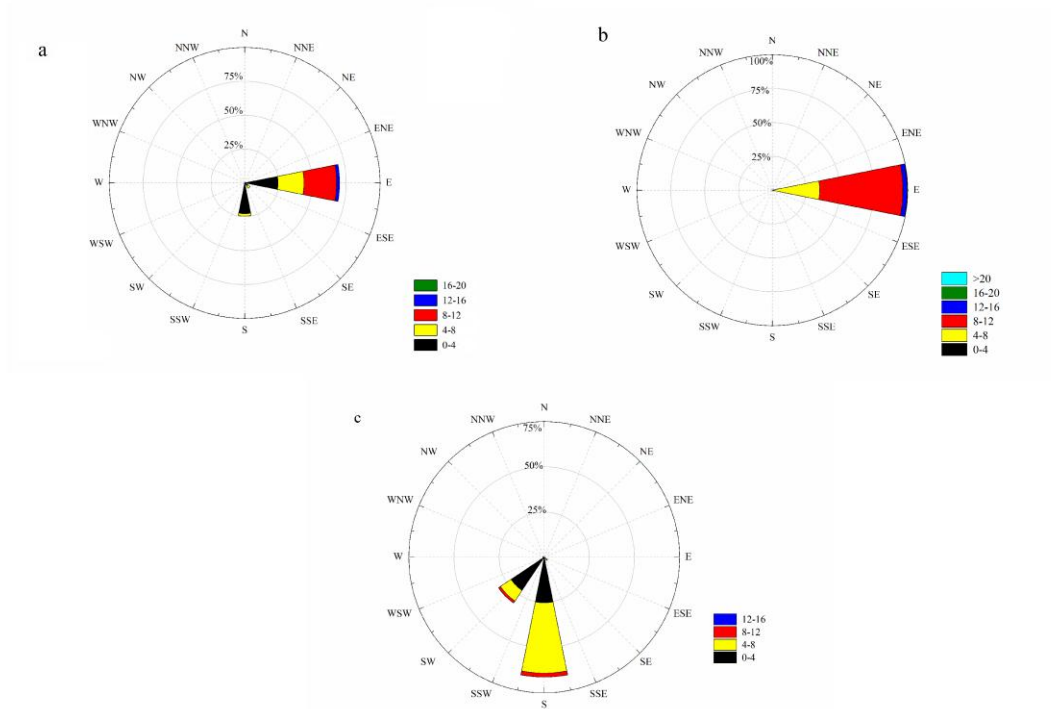 a
N
NNW
NNE
NW
NE
75%
50%
WNW
ENE
25%
W
E
WSW
ESE
SW
SE
SSW
SSE
S
16-20
12-16
8-12
4-8
0-4
b
N
NNW
NNE
100%
NW
NE
75%
50%
WNW
ENE
25%
W
E
WSW
ESE
SW
SE
SSW
SSE
S
>20
16-20
12-16
8-12
4-8
0-4
c
N
NNW
NNE
75%
NW
NE
50%
WNW
ENE
25%
W
E
WSW
ESE
SW
SE
SSW
SSE
S
12-16
8-12
4-8
0-4